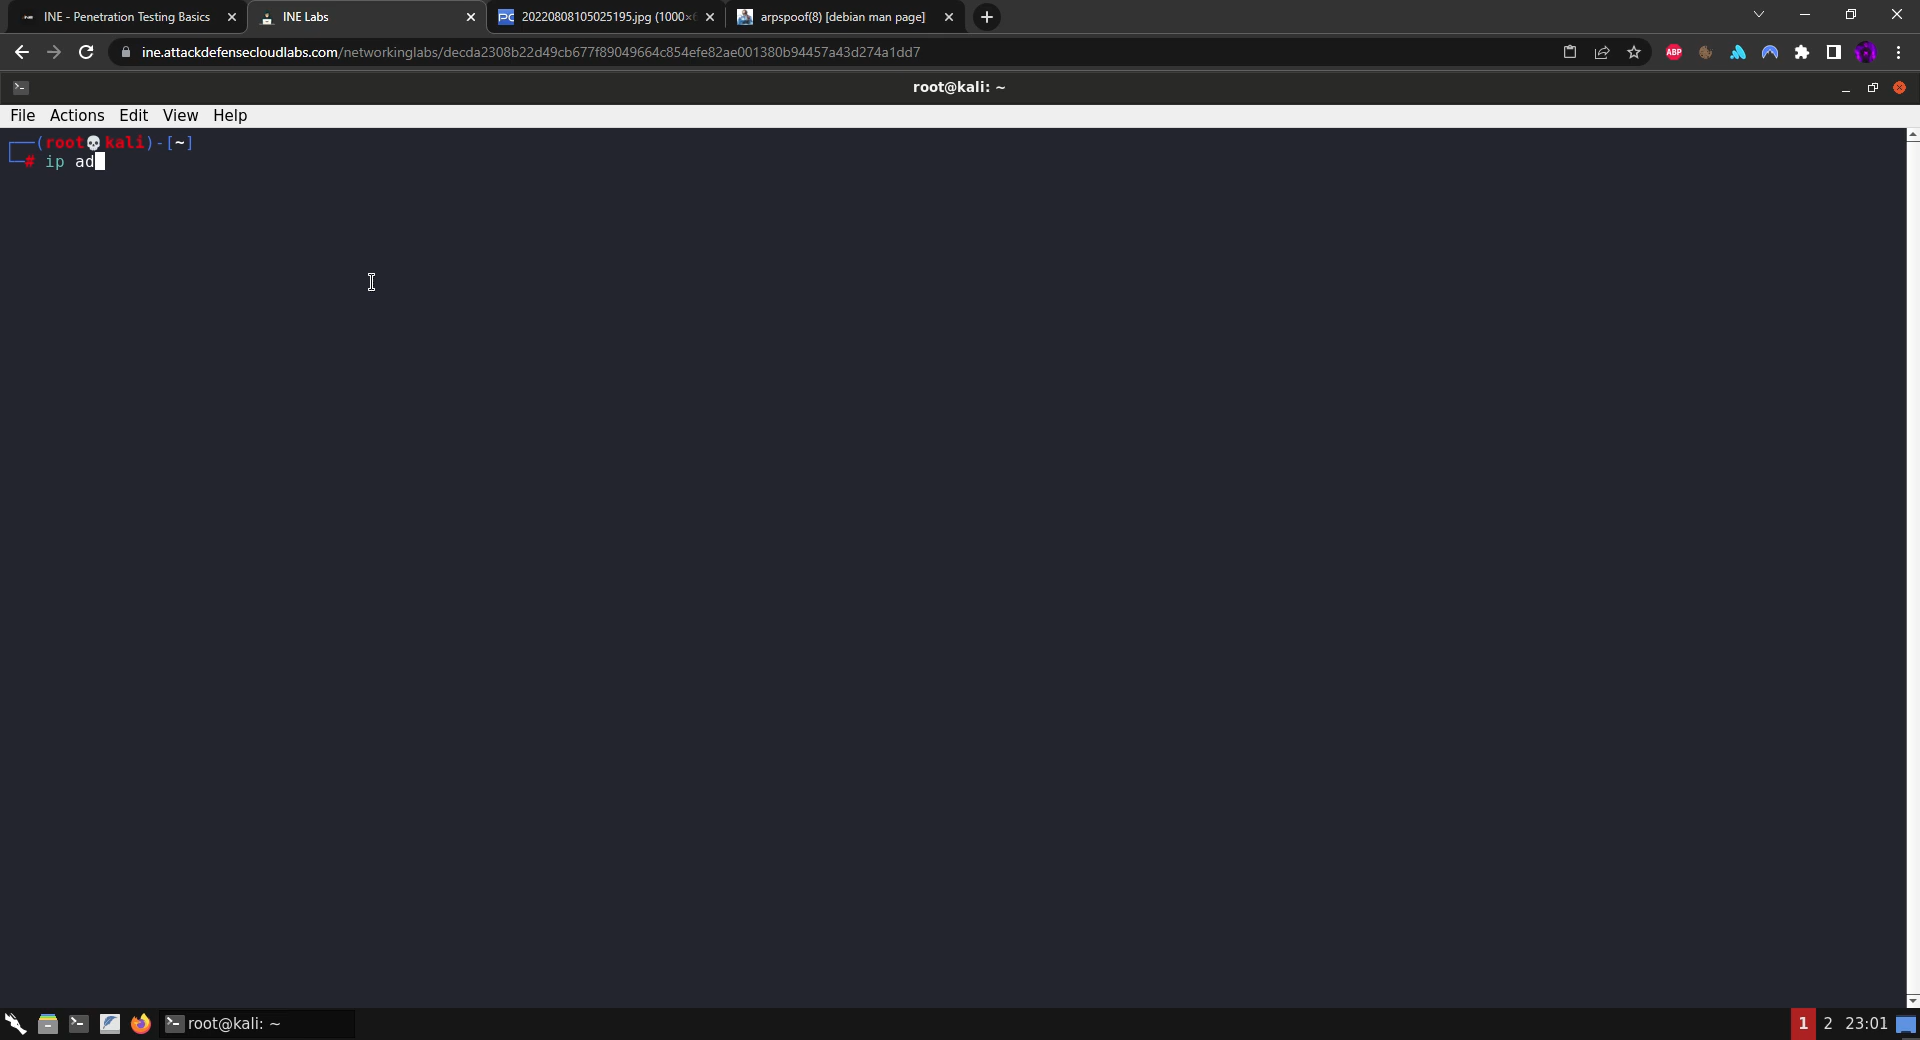 INE - Penetration Testing Basics
INE Labs
20220808105025195.jpg (1000×
arpspoof(8) [debian man page]
ine.attackdefensecloudlabs.com/networkinglabs/decda2308b22d49cb677f89049664c854efe82ae001380b94457a43d274a1dd7
ABP
root@kali: ~
File Actions Edit View Help
(root💀kali)-[~]
# ip ad
root@kali: ~
1 2 23:01